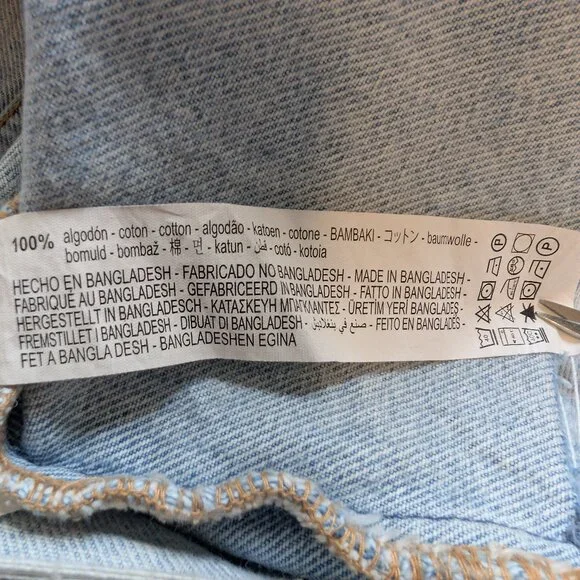 100% algodón - coton - cotton - algodão - katoen - cotone - BAMBAKI - コットン - baumwolle -
bomuld - bombaž - 棉 - 면 - katun - قطن - cotó - kotoia
HECHO EN BANGLADESH - FABRICADO NO BANGLADESH - MADE IN BANGLADESH -
FABRIQUE AU BANGLADESH - GEFABRICEERD IN BANGLADESH - FATTO IN BANGLADESH -
HERGESTELLT IN BANGLADESCH - ΚΑΤΑΣΚΕΥΗ ΜΠΑΓΚΛΑΝΤΕΣ - ÜRETİM YERİ BANGLADEŞ -
FREMSTILLET I BANGLADESH - DIBUAT DI BANGLADESH - صنع في بنغلاديش - FEITO EN BANGLADES -
FET A BANGLA DESH - BANGLADESHEN EGINA
P P